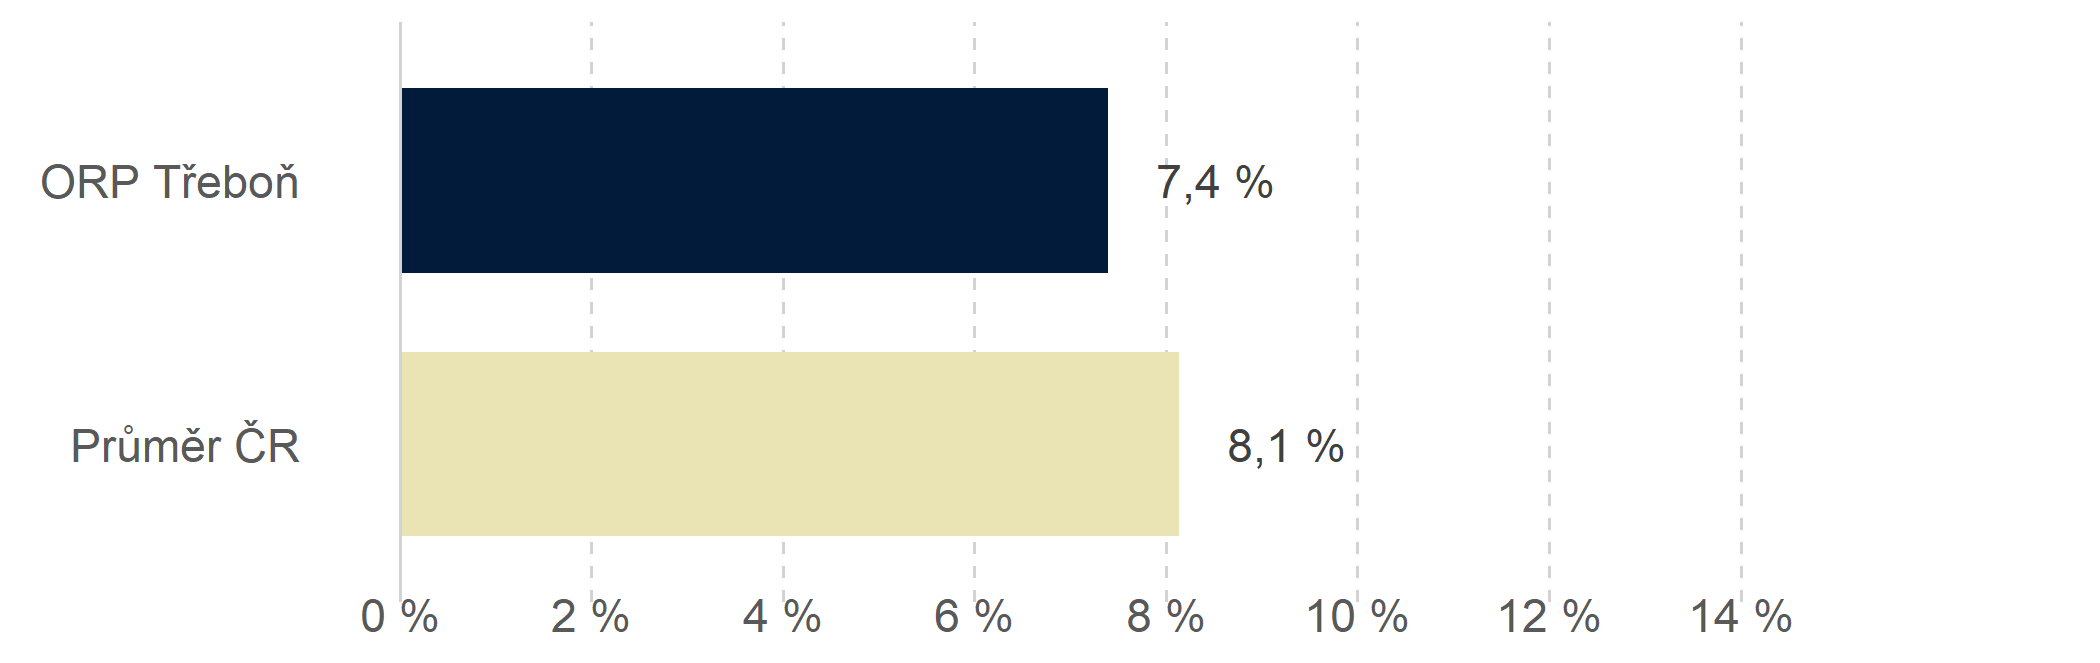 ORP Třeboň
7,4 %
Průměr ČR
8,1 %
0 % 2 % 4 % 6 % 8 % 10 % 12 % 14 %